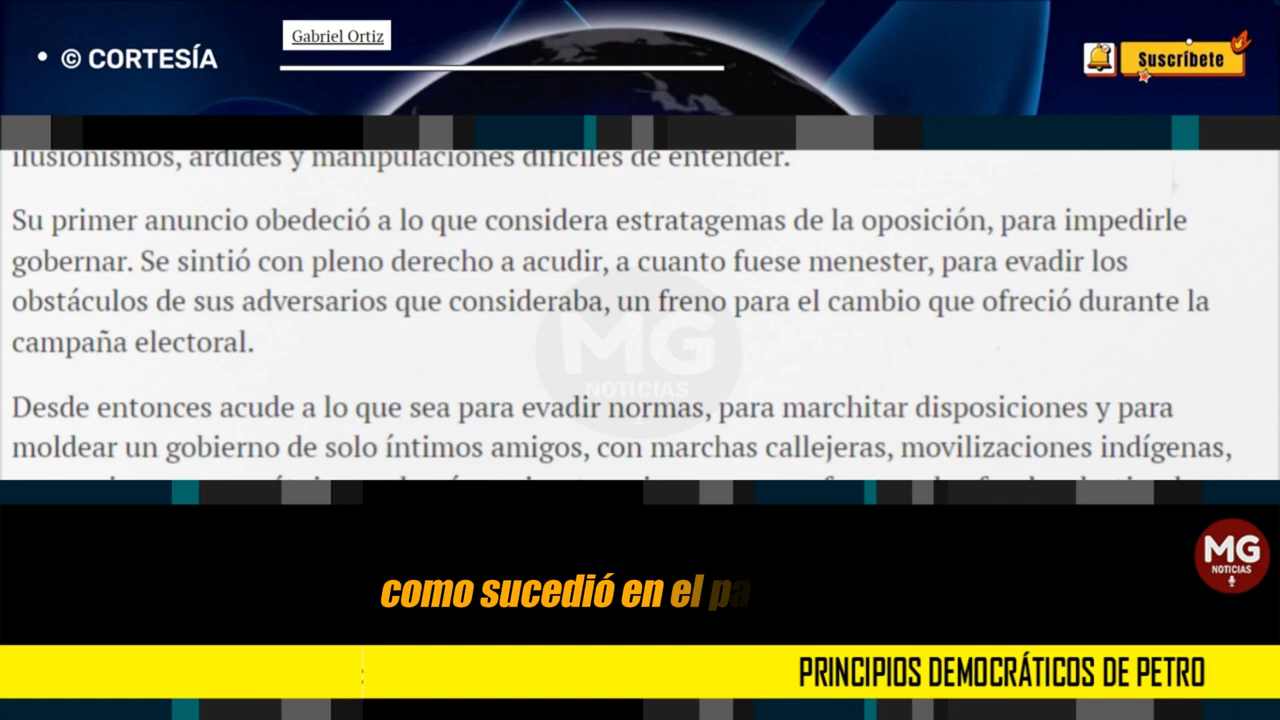 • © CORTESÍA
Gabriel Ortiz
Suscríbete
ilusionismos, ardides y manipulaciones difíciles de entender.
Su primer anuncio obedeció a lo que considera estratagemas de la oposición, para impedirle
gobernar. Se sintió con pleno derecho a acudir, a cuanto fuese menester, para evadir los
obstáculos de sus adversarios que consideraba, un freno para el cambio que ofreció durante la
campaña electoral.
MG
NOTICIAS
Desde entonces acude a lo que sea para evadir normas, para marchitar disposiciones y para
moldear un gobierno de solo íntimos amigos, con marchas callejeras, movilizaciones indígenas,
MG
NOTICIAS
como sucedió en el pa
PRINCIPIOS DEMOCRÁTICOS DE PETRO